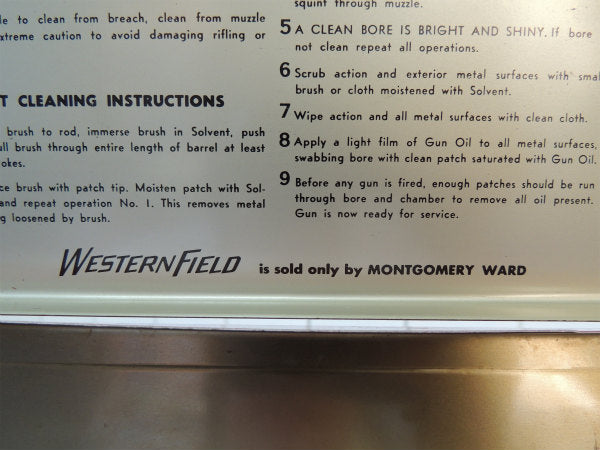 le to clean from breach, clean from muzzle
xtreme caution to avoid damaging rifling or
T CLEANING INSTRUCTIONS
brush to rod, immerse brush in Solvent, push
ull brush through entire length of barrel at least
okes.
ce brush with patch tip. Moisten patch with Sol-
and repeat operation No. I. This removes metal
g loosened by brush.
squint through muzzle.
5 A CLEAN BORE IS BRIGHT AND SHINY. If bore
not clean repeat all operations.
6 Scrub action and exterior metal surfaces with smal
brush or cloth moistened with Solvent.
7 Wipe action and all metal surfaces with clean cloth.
8 Apply a light film of Gun Oil to all metal surfaces,
swabbing bore with clean patch saturated with Gun Oil.
9 Before any gun is fired, enough patches should be run
through bore and chamber to remove all oil present.
Gun is now ready for service.
WESTERNFIELD is sold only by MONTGOMERY WARD